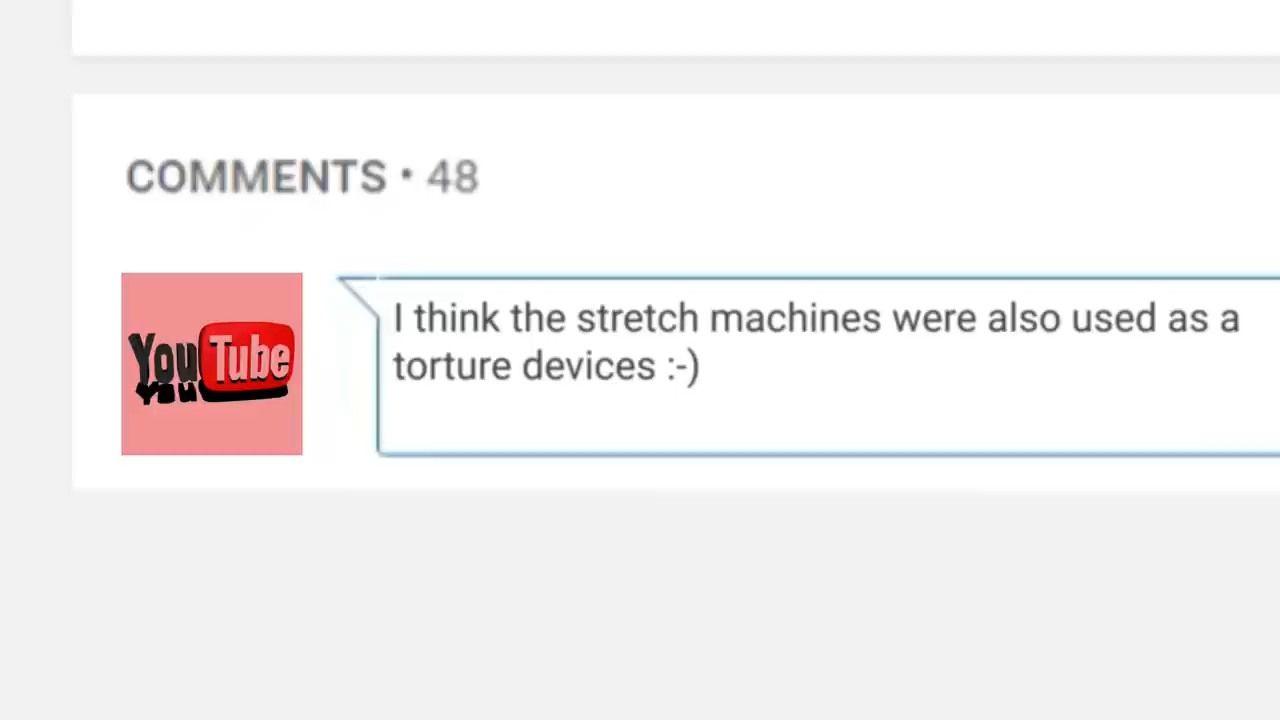 COMMENTS • 48
I think the stretch machines were also used as a
torture devices :-)
YouTube
You